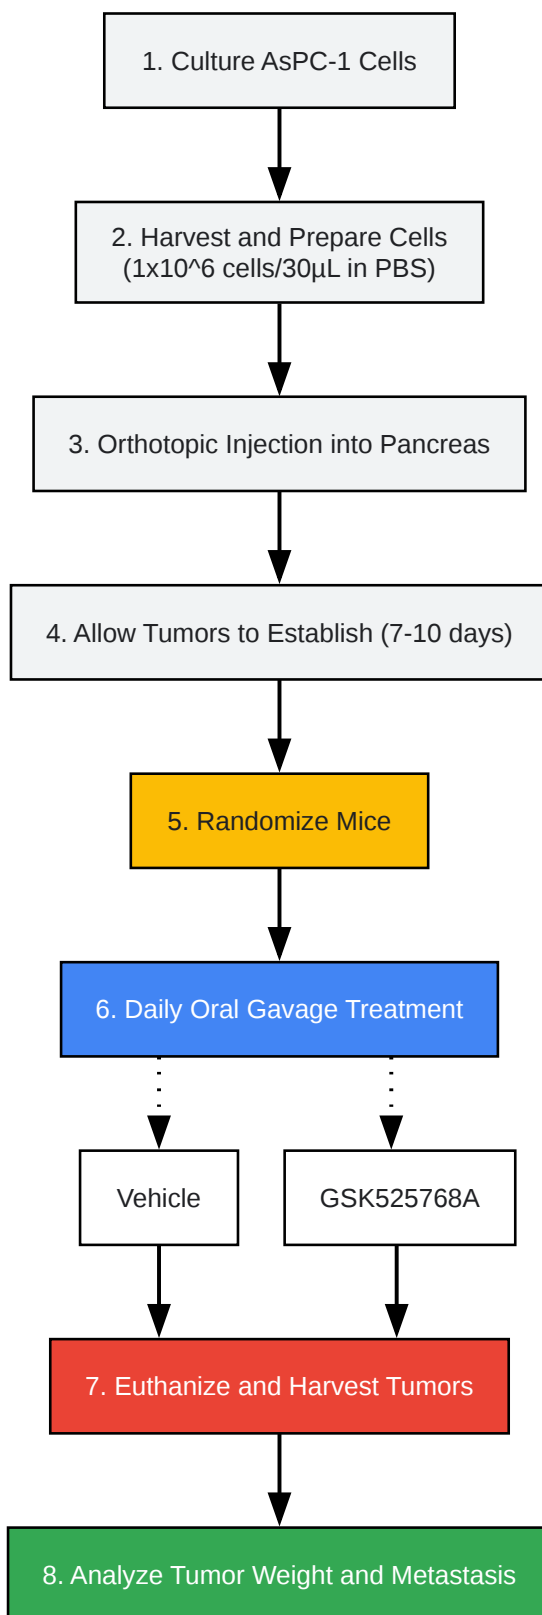 1. Culture AsPC-1 Cells
2. Harvest and Prepare Cells
(1x10^6 cells/30µL in PBS)
3. Orthotopic Injection into Pancreas
4. Allow Tumors to Establish (7-10 days)
5. Randomize Mice
6. Daily Oral Gavage Treatment
Vehicle
GSK525768A
7. Euthanize and Harvest Tumors
8. Analyze Tumor Weight and Metastasis